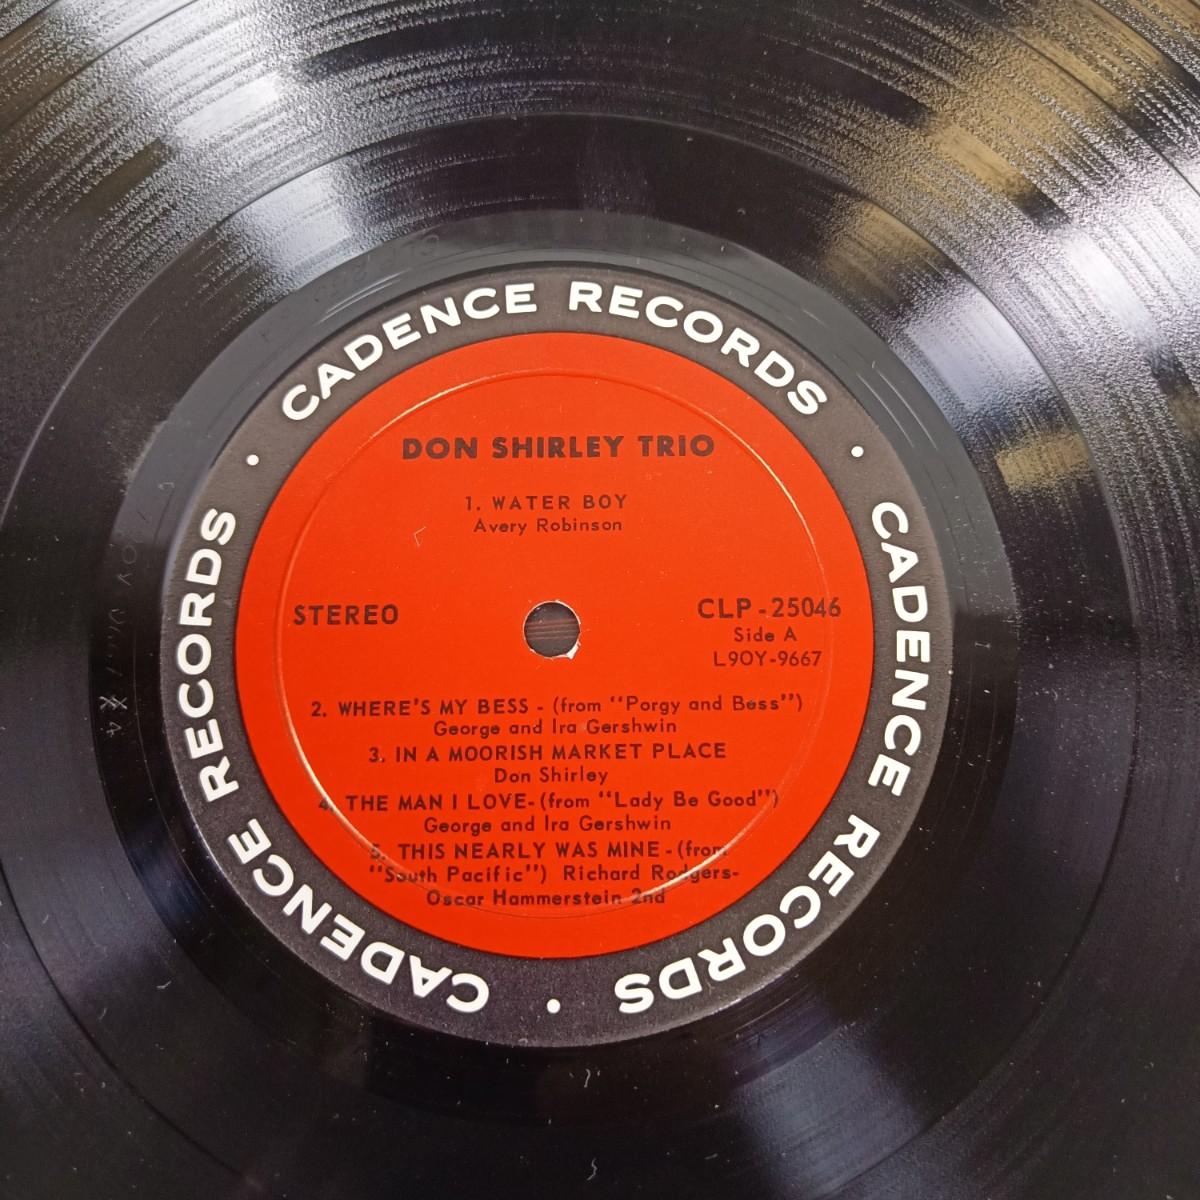 CADENCE RECORDS · CADENCE RECORDS · CADENCE RECORDS ·
DON SHIRLEY TRIO
1. WATER BOY
Avery Robinson
STEREO
CLP-25046
Side A
L9OY-9667
2. WHERE'S MY BESS - (from "Porgy and Bess")
George and Ira Gershwin
3. IN A MOORISH MARKET PLACE
Don Shirley
4. THE MAN I LOVE-(from "Lady Be Good")
George and Ira Gershwin
5. THIS NEARLY WAS MINE - (from
"South Pacific") Richard Rodgers-
Oscar Hammerstein 2nd